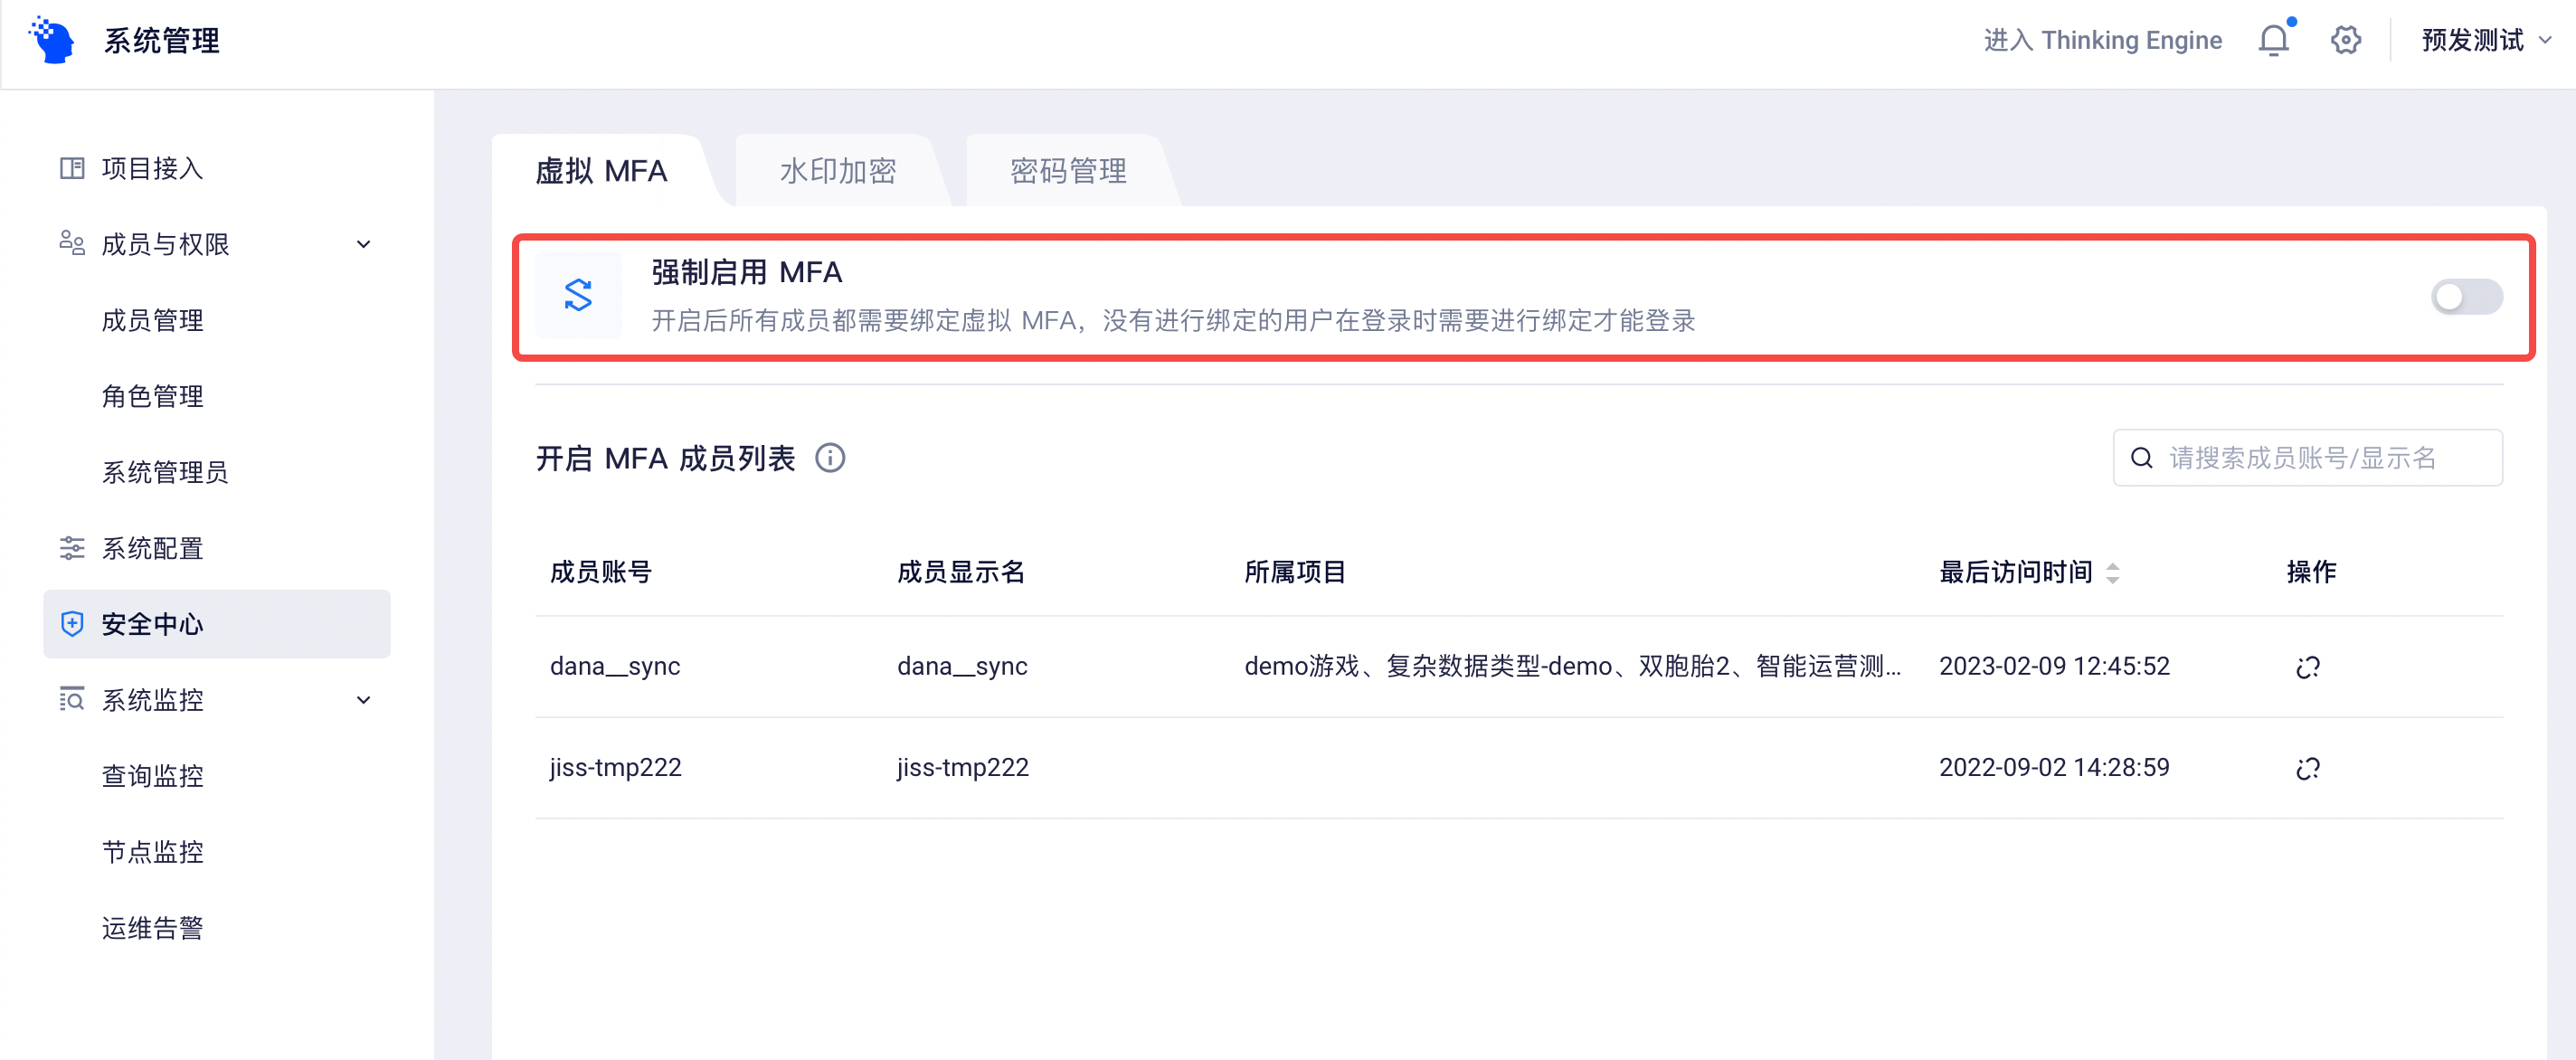 系统管理
进入 Thinking Engine
预发测试
项目接入
成员与权限
成员管理
角色管理
系统管理员
系统配置
安全中心
系统监控
查询监控
节点监控
运维告警
虚拟 MFA
水印加密
密码管理
强制启用 MFA
开启后所有成员都需要绑定虚拟 MFA，没有进行绑定的用户在登录时需要进行绑定才能登录
开启 MFA 成员列表
请搜索成员账号/显示名
成员账号 成员显示名 所属项目 最后访问时间 操作
dana__sync dana__sync demo游戏、复杂数据类型-demo、双胞胎2、智能运营测... 2023-02-09 12:45:52
jiss-tmp222 jiss-tmp222 2022-09-02 14:28:59